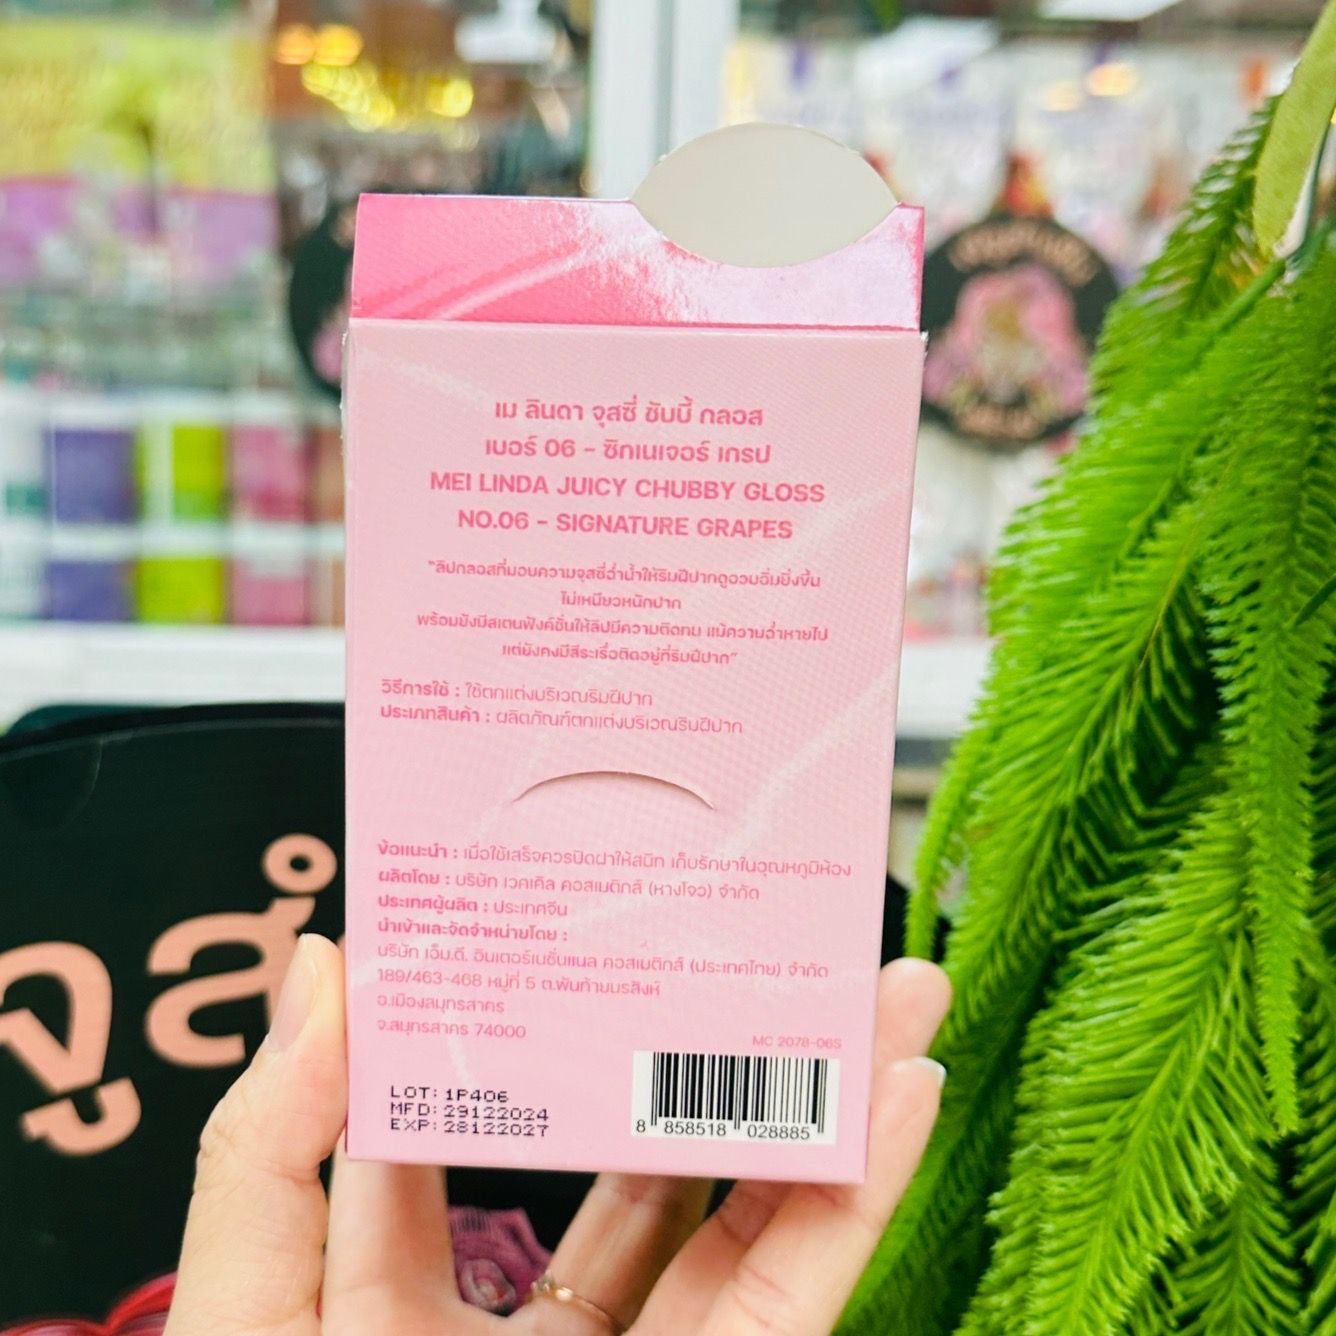 เม ลินดา จุสซี่ ชับบี้ กลอส
เบอร์ 06 - ซิกเนเจอร์ เกรป
MEI LINDA JUICY CHUBBY GLOSS
NO.06 - SIGNATURE GRAPES
"ลิปกลอสที่มอบความจุสซี่ฉ่ำน้ำให้ริมฝีปากดูอวบอิ่มยิ่งขึ้น
ไม่เหนียวหนักปาก
พร้อมยังมีสเตนฟังค์ชั่นให้ลิปมีความติดทน แม้ความฉ่ำหายไป
แต่ยังคงมีสีระเรื่อติดอยู่ที่ริมฝีปาก"
วิธีการใช้ : ใช้ตกแต่งบริเวณริมฝีปาก
ประเภทสินค้า : ผลิตภัณฑ์ตกแต่งบริเวณริมฝีปาก
ข้อแนะนำ : เมื่อใช้เสร็จควรปิดฝาให้สนิท เก็บรักษาในอุณหภูมิห้อง
ผลิตโดย : บริษัท เวคเคิล คอสเมติกส์ (หางโจว) จำกัด
ประเทศผู้ผลิต : ประเทศจีน
นำเข้าและจัดจำหน่ายโดย :
บริษัท เอ็ม.ดี. อินเตอร์เนชั่นแนล คอสเมติกส์ (ประเทศไทย) จำกัด
189/463-468 หมู่ที่ 5 ต.พันท้ายนรสิงห์
อ.เมืองสมุทรสาคร
จ.สมุทรสาคร 74000
MC 2078-06S
LOT: 1P406
MFD: 29122024
EXP: 28122027
8 858518 028885
จูสํ